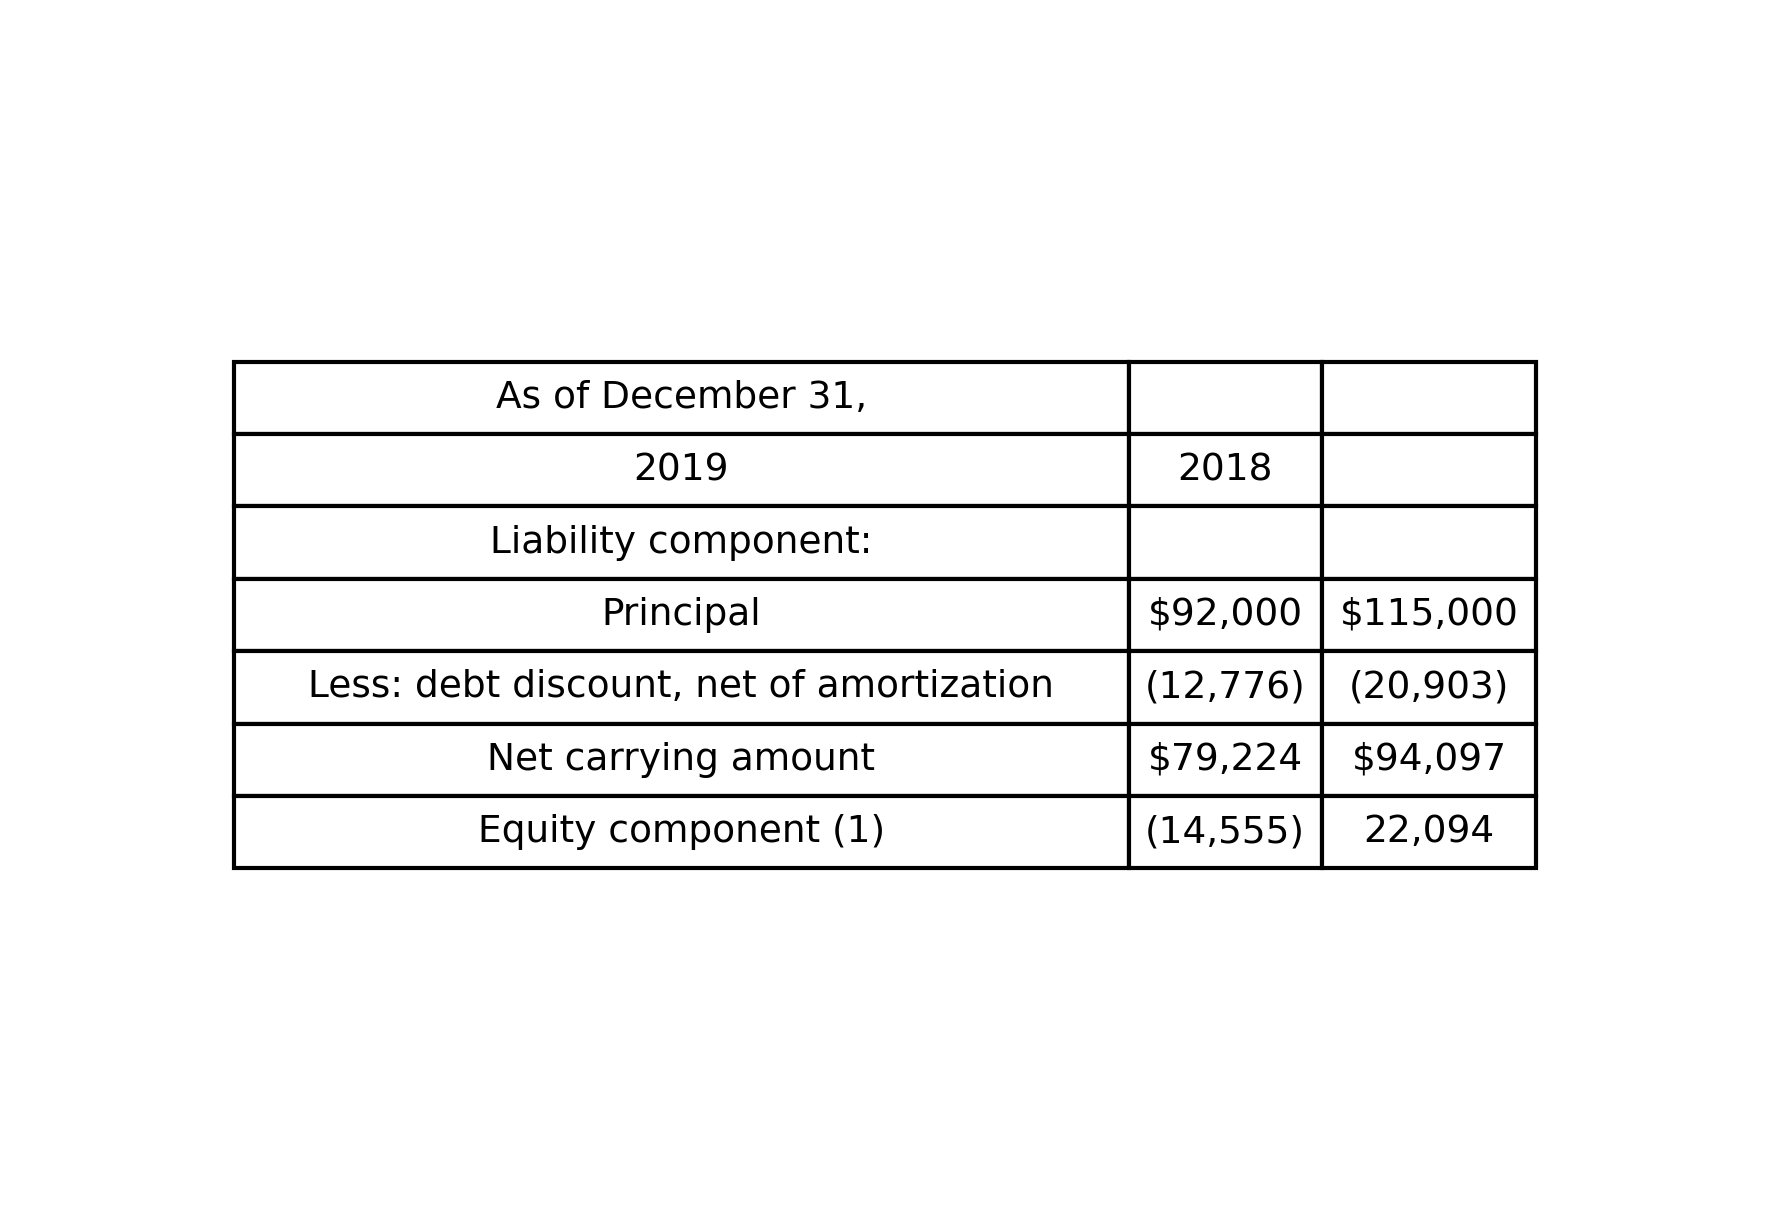 As of December 31,
2019 2018
Liability component:
Principal $92,000 $115,000
Less: debt discount, net of amortization (12,776) (20,903)
Net carrying amount $79,224 $94,097
Equity component (1) (14,555) 22,094